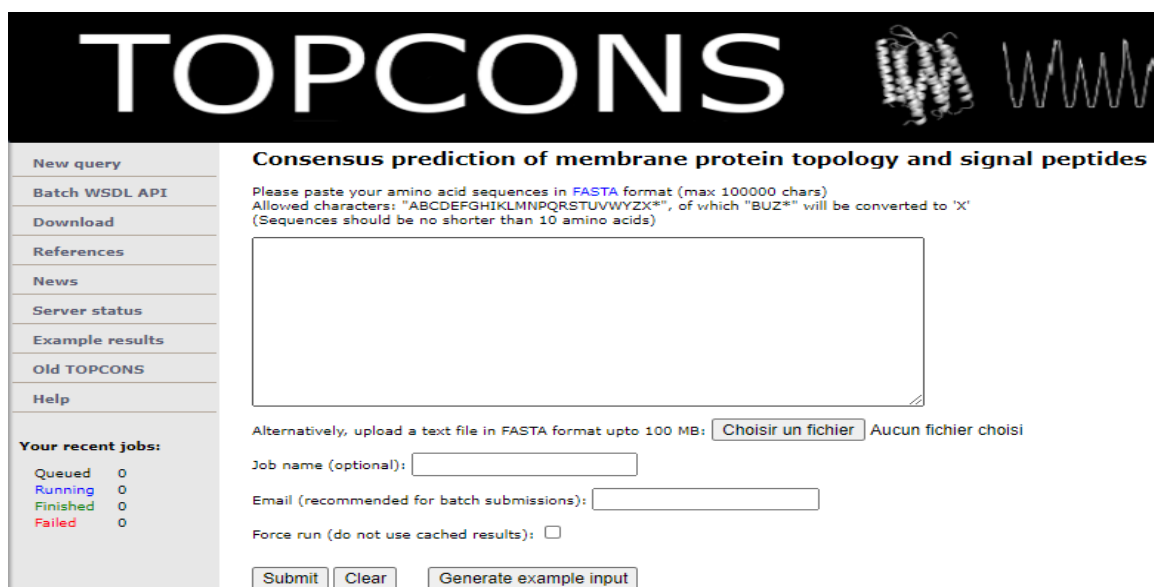 TOPCONS
New query
Batch WSDL API
Download
References
News
Server status
Example results
Old TOPCONS
Help
Your recent jobs:
Queued 0
Running 0
Finished 0
Failed 0
Consensus prediction of membrane protein topology and signal peptides
Please paste your amino acid sequences in FASTA format (max 100000 chars)
Allowed characters: "ABCDEFGHIKLMNPQRSTUVWYZX*", of which "BUZ*" will be converted to 'X'
(Sequences should be no shorter than 10 amino acids)
Alternatively, upload a text file in FASTA format upto 100 MB: Choisir un fichier Aucun fichier choisi
Job name (optional):
Email (recommended for batch submissions):
Force run (do not use cached results):
Submit Clear Generate example input